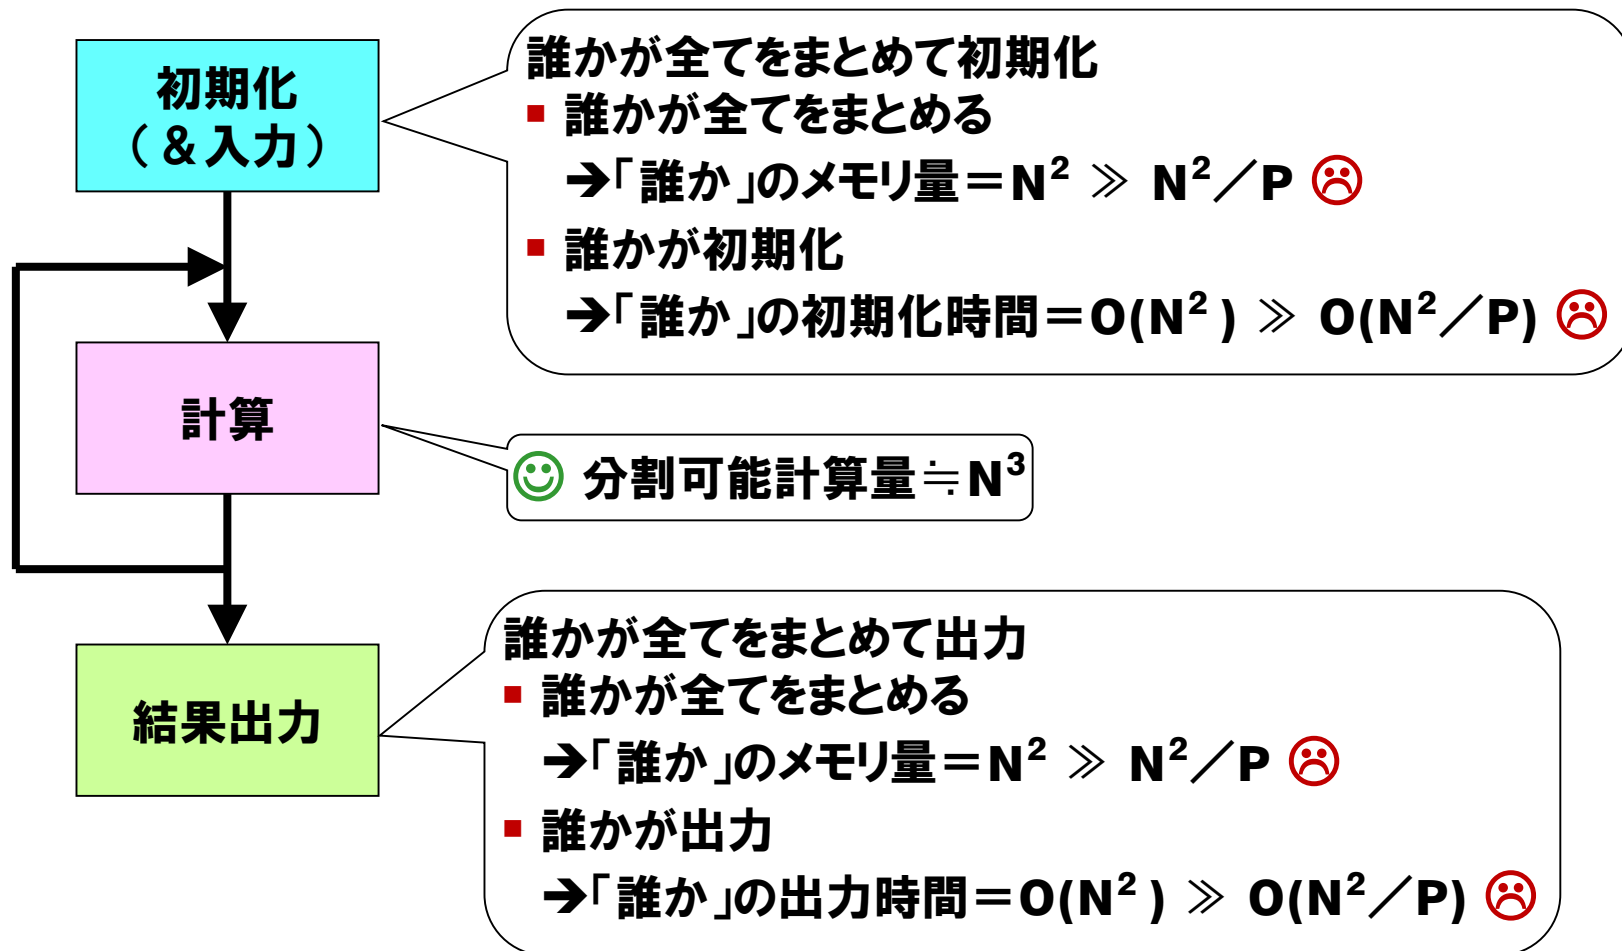 初期化
（＆入力）
誰かが全てをまとめて初期化
▪ 誰かが全てをまとめる
➔「誰か」のメモリ量＝N² ≫ N²／P ☹
▪ 誰かが初期化
➔「誰か」の初期化時間＝O(N²) ≫ O(N²／P) ☹
計算
☺ 分割可能計算量≒N³
結果出力
誰かが全てをまとめて出力
▪ 誰かが全てをまとめる
➔「誰か」のメモリ量＝N² ≫ N²／P ☹
▪ 誰かが出力
➔「誰か」の出力時間＝O(N²) ≫ O(N²／P) ☹